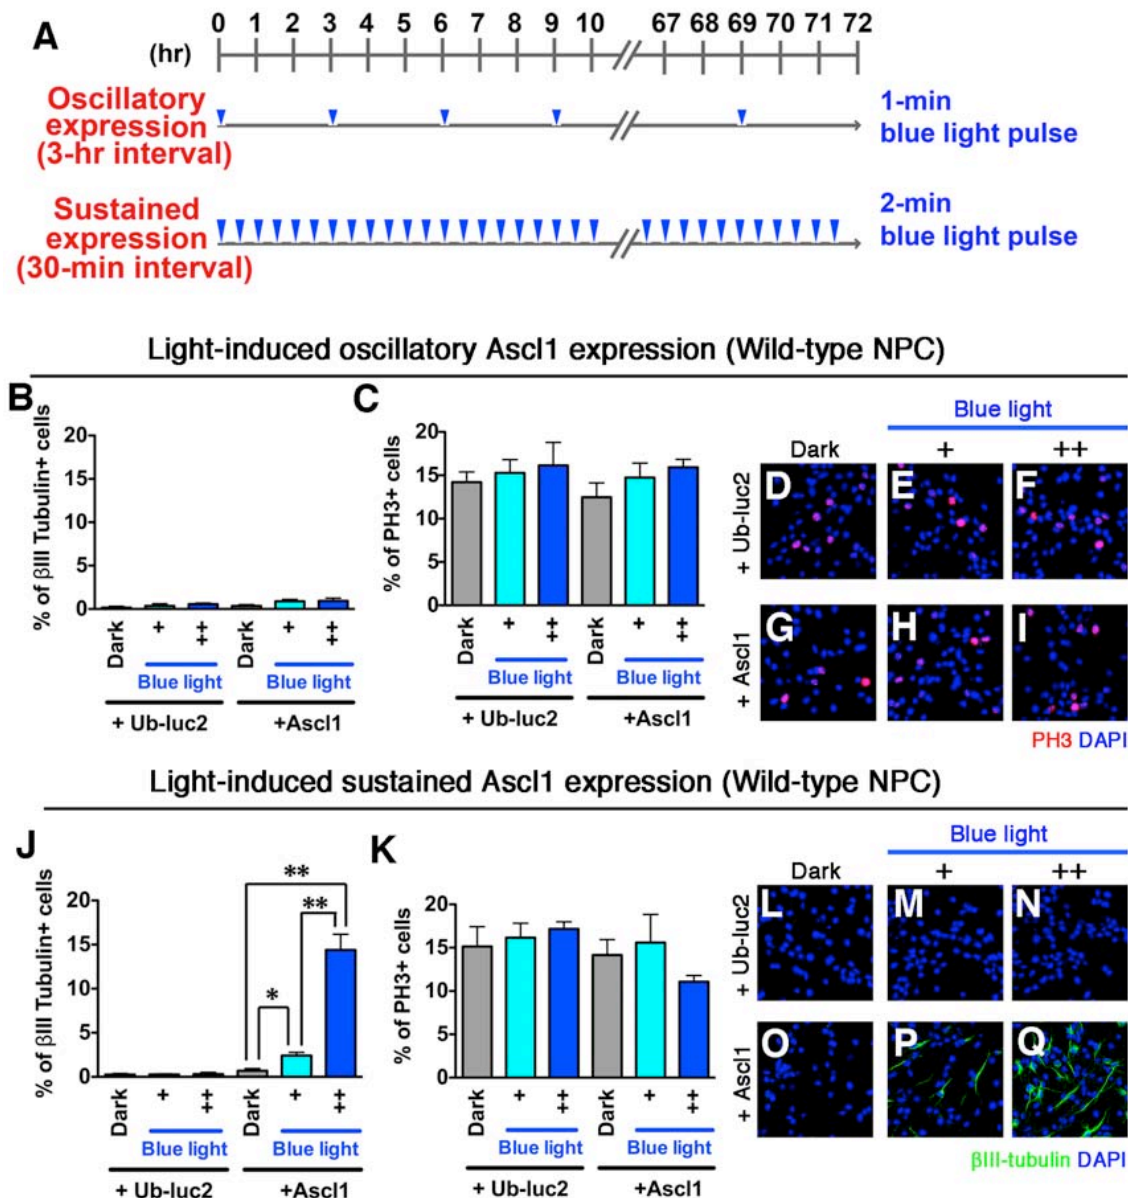 A
0 1 2 3 4 5 6 7 8 9 10 67 68 69 70 71 72
(hr)
Oscillatory
expression
(3-hr interval)
1-min
blue light pulse
Sustained
expression
(30-min interval)
2-min
blue light pulse
Light-induced oscillatory Ascl1 expression (Wild-type NPC)
B
% of βIII Tubulin+ cells
20
15
10
5
0
Dark + ++ Dark + ++
Blue light Blue light
+ Ub-luc2 +Ascl1
C
% of PH3+ cells
20
15
10
5
0
Dark + ++ Dark + ++
Blue light Blue light
+ Ub-luc2 +Ascl1
Blue light
Dark + ++
+ Ub-luc2
D E F
+ Ascl1
G H I
PH3 DAPI
Light-induced sustained Ascl1 expression (Wild-type NPC)
J
% of βIII Tubulin+ cells
20
15
10
5
0
**
**
*
Dark + ++ Dark + ++
Blue light Blue light
+ Ub-luc2 +Ascl1
K
% of PH3+ cells
20
15
10
5
0
Dark + ++ Dark + ++
Blue light Blue light
+ Ub-luc2 +Ascl1
Blue light
Dark + ++
+ Ub-luc2
L M N
+ Ascl1
O P Q
βIII-tubulin DAPI